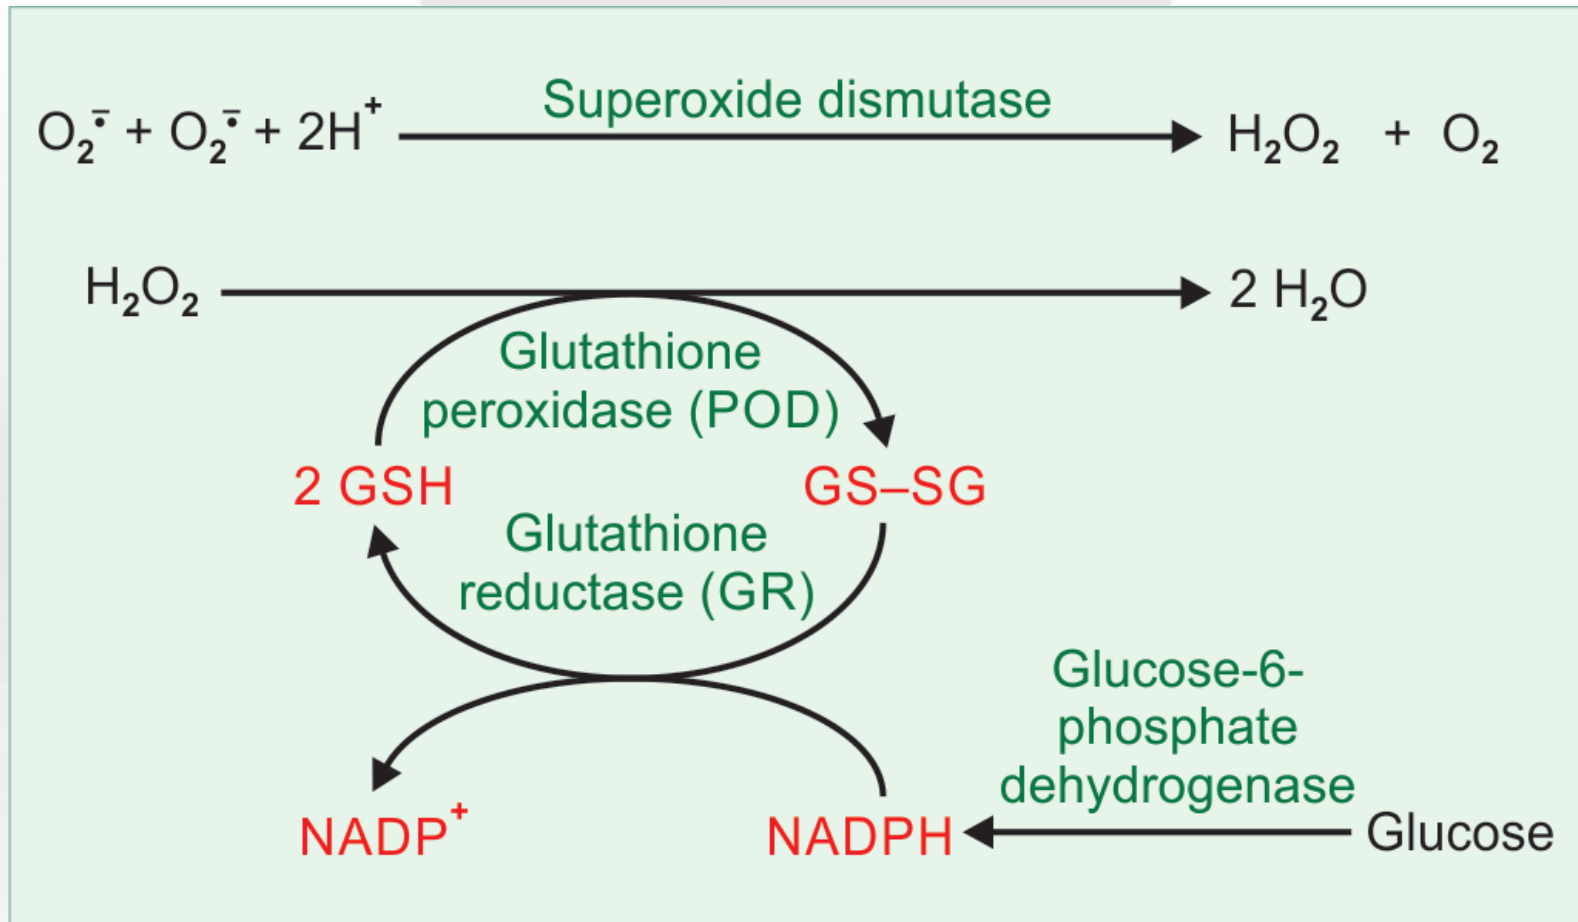 Superoxide dismutase
O₂•̄ + O₂•̄ + 2H⁺ H₂O₂ + O₂
H₂O₂ 2 H₂O
Glutathione
peroxidase (POD)
2 GSH GS–SG
Glutathione
reductase (GR)
Glucose-6-
phosphate
dehydrogenase
NADP⁺ NADPH Glucose